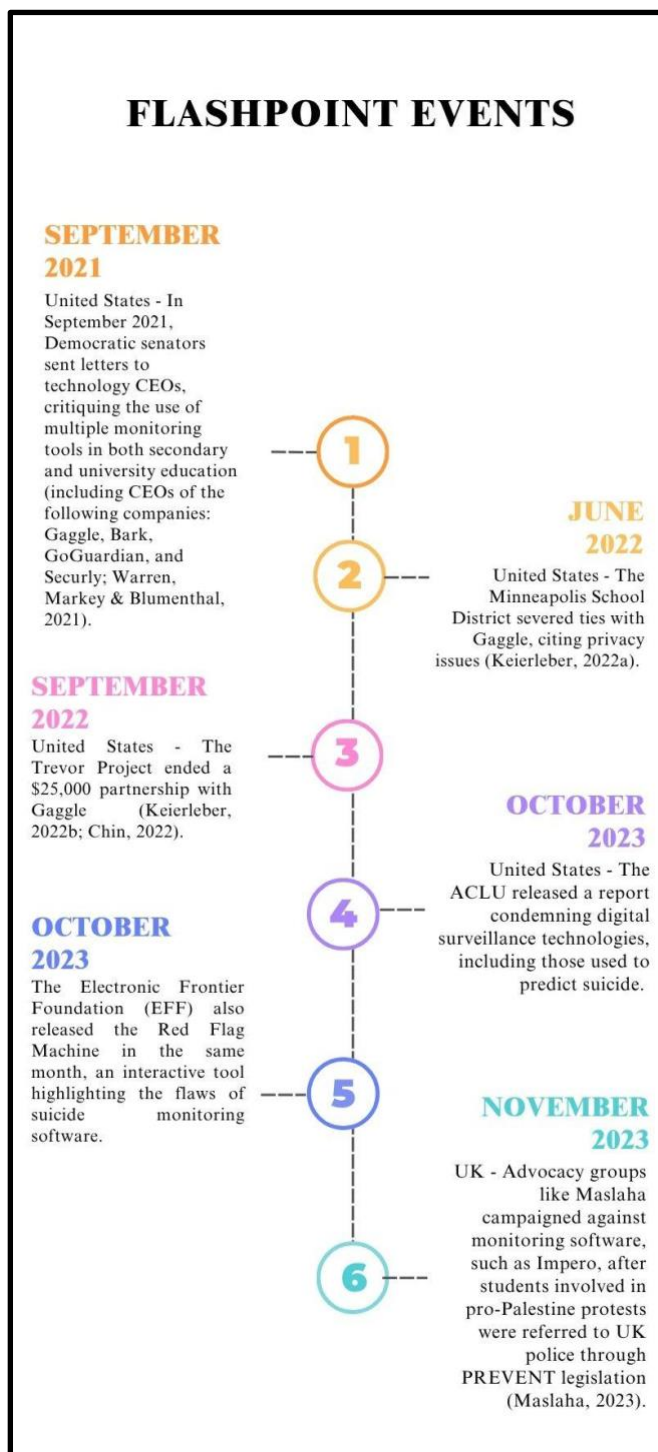 FLASHPOINT EVENTS
SEPTEMBER
2021
United States - In
September 2021,
Democratic senators
sent letters to
technology CEOs,
critiquing the use of
multiple monitoring
tools in both secondary
and university education
(including CEOs of the
following companies:
Gaggle, Bark,
GoGuardian, and
Securly; Warren,
Markey & Blumenthal,
2021).
1
2
JUNE
2022
United States - The
Minneapolis School
District severed ties with
Gaggle, citing privacy
issues (Keierleber, 2022a).
SEPTEMBER
2022
United States - The
Trevor Project ended a
$25,000 partnership with
Gaggle (Keierleber,
2022b; Chin, 2022).
3
4
OCTOBER
2023
United States - The
ACLU released a report
condemning digital
surveillance technologies,
including those used to
predict suicide.
OCTOBER
2023
The Electronic Frontier
Foundation (EFF) also
released the Red Flag
Machine in the same
month, an interactive tool
highlighting the flaws of
suicide monitoring
software.
5
6
NOVEMBER
2023
UK - Advocacy groups
like Maslaha
campaigned against
monitoring software,
such as Impero, after
students involved in
pro-Palestine protests
were referred to UK
police through
PREVENT legislation
(Maslaha, 2023).